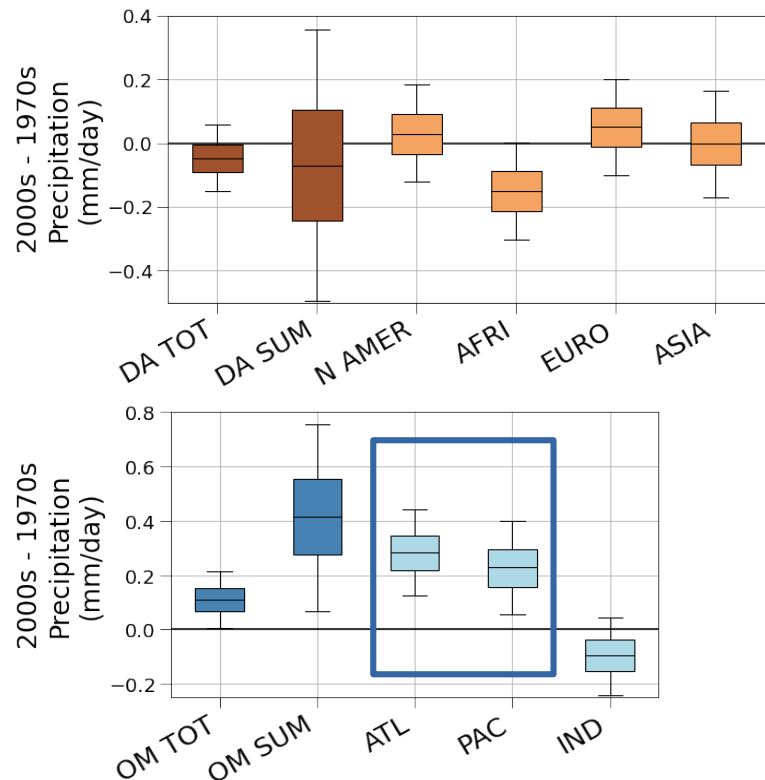 2000s - 1970s
Precipitation
(mm/day)
0.4
0.2
0.0
−0.2
−0.4
DA TOT
DA SUM
N AMER
AFRI
EURO
ASIA
2000s - 1970s
Precipitation
(mm/day)
0.8
0.6
0.4
0.2
0.0
−0.2
OM TOT
OM SUM
ATL
PAC
IND